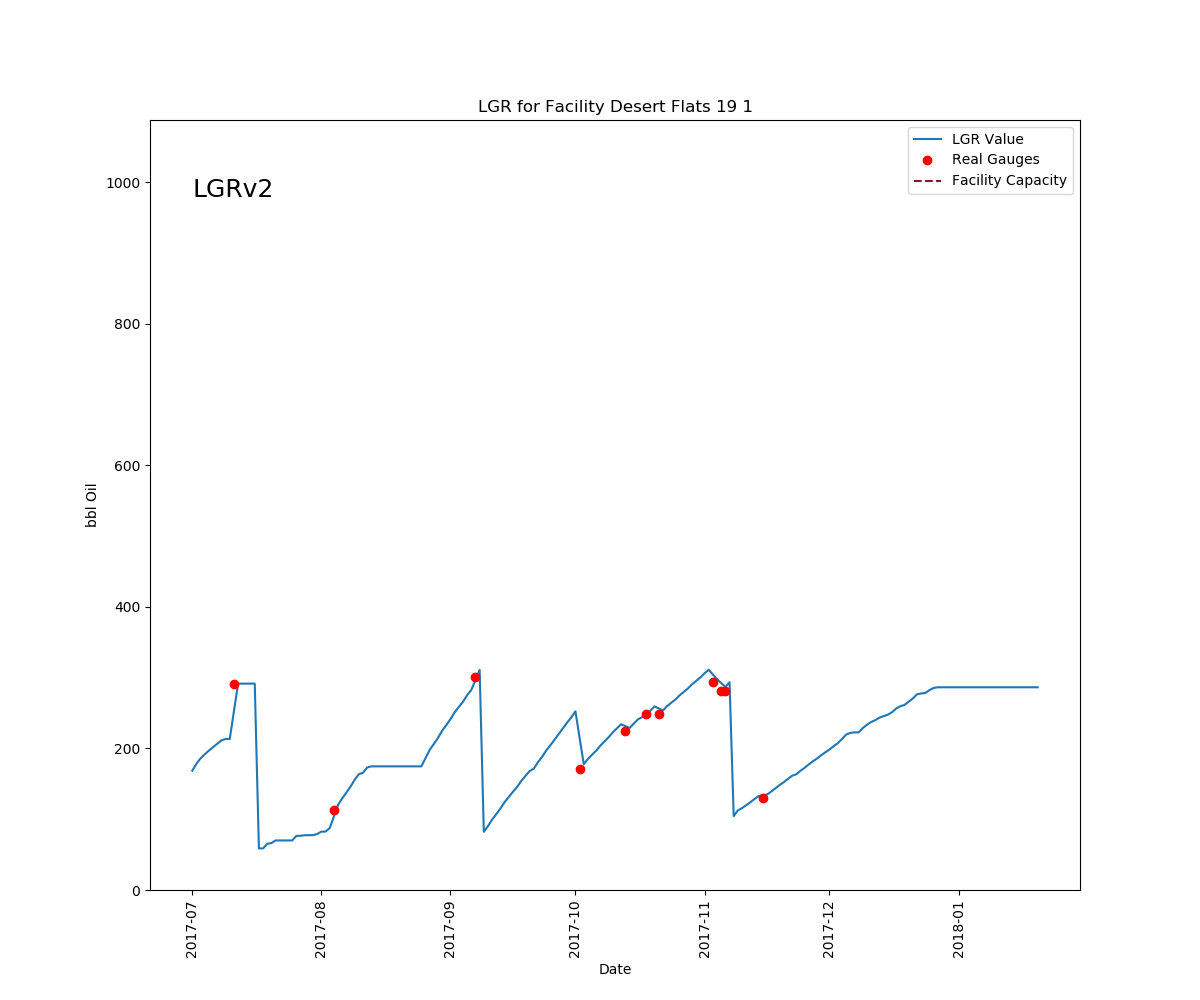 LGR for Facility Desert Flats 19 1
LGRv2
LGR Value
Real Gauges
Facility Capacity
1000
800
600
400
200
0
bbl Oil
2017-07
2017-08
2017-09
2017-10
2017-11
2017-12
2018-01
Date